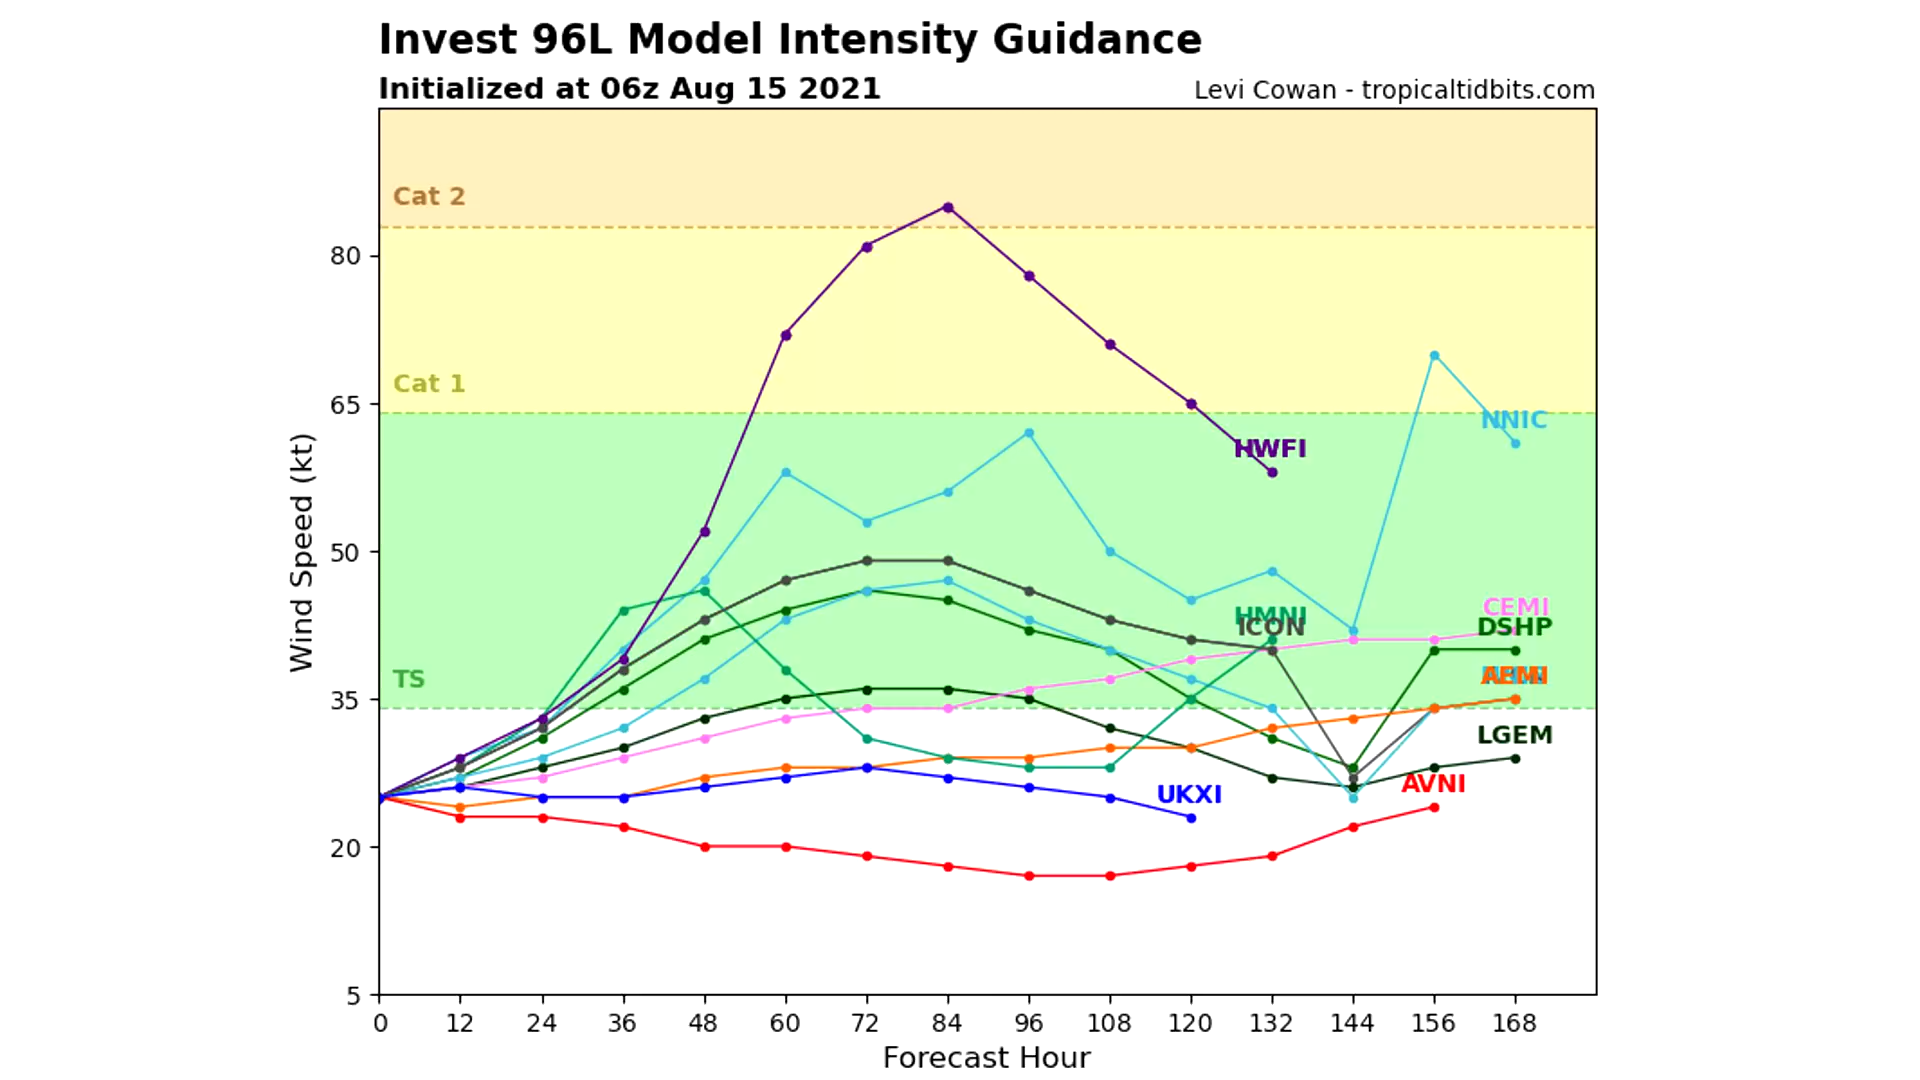 Invest 96L Model Intensity Guidance
Initialized at 06z Aug 15 2021
Levi Cowan - tropicaltidbits.com
Cat 2
80
Cat 1
65
NNIC
HWFI
Wind Speed (kt)
50
CEMI
HMNI
ICON
DSHP
TS
AEMI
35
LGEM
AVNI
UKXI
20
5
0 12 24 36 48 60 72 84 96 108 120 132 144 156 168
Forecast Hour